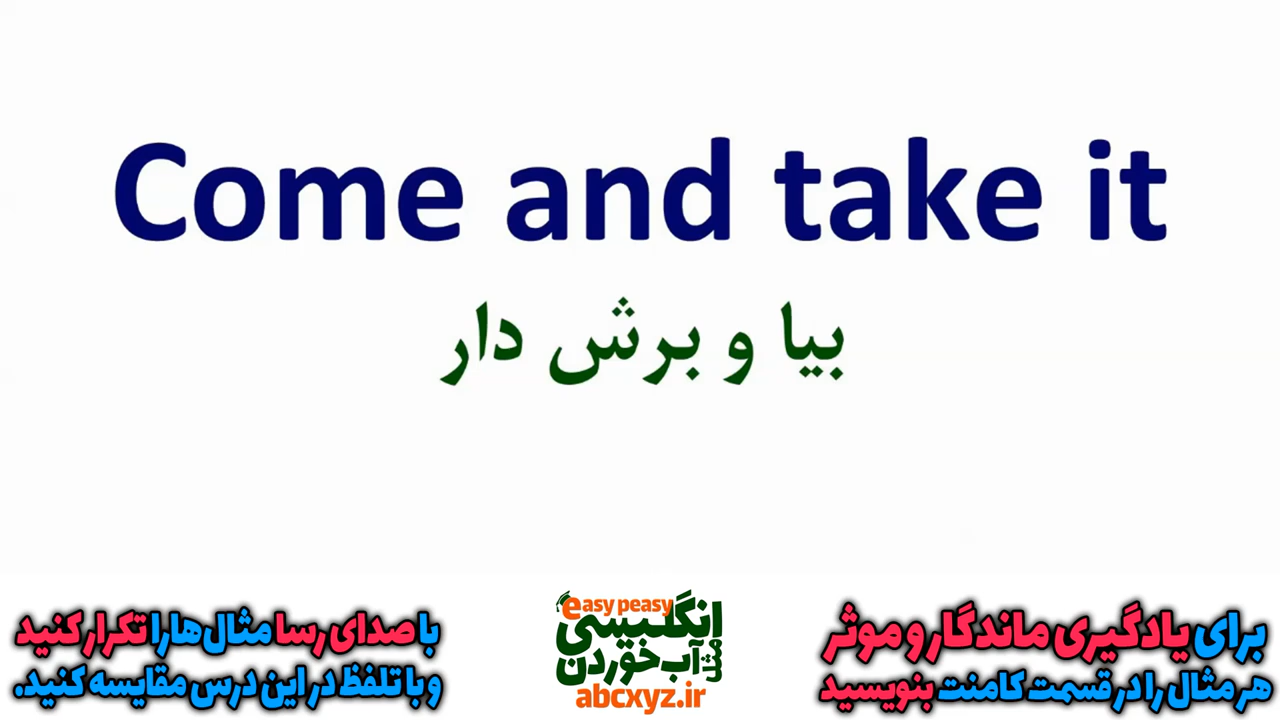 Come and take it
بیا و برش دار
برای یادگیری ماندگار و موثر
هر مثال را در قسمت کامنت بنویسید
easy peasy
انگلیسی
مثل آب خوردن
abcxyz.ir
با صدای رسا مثال‌ها را تکرار کنید
و با تلفظ در این درس مقایسه کنید.